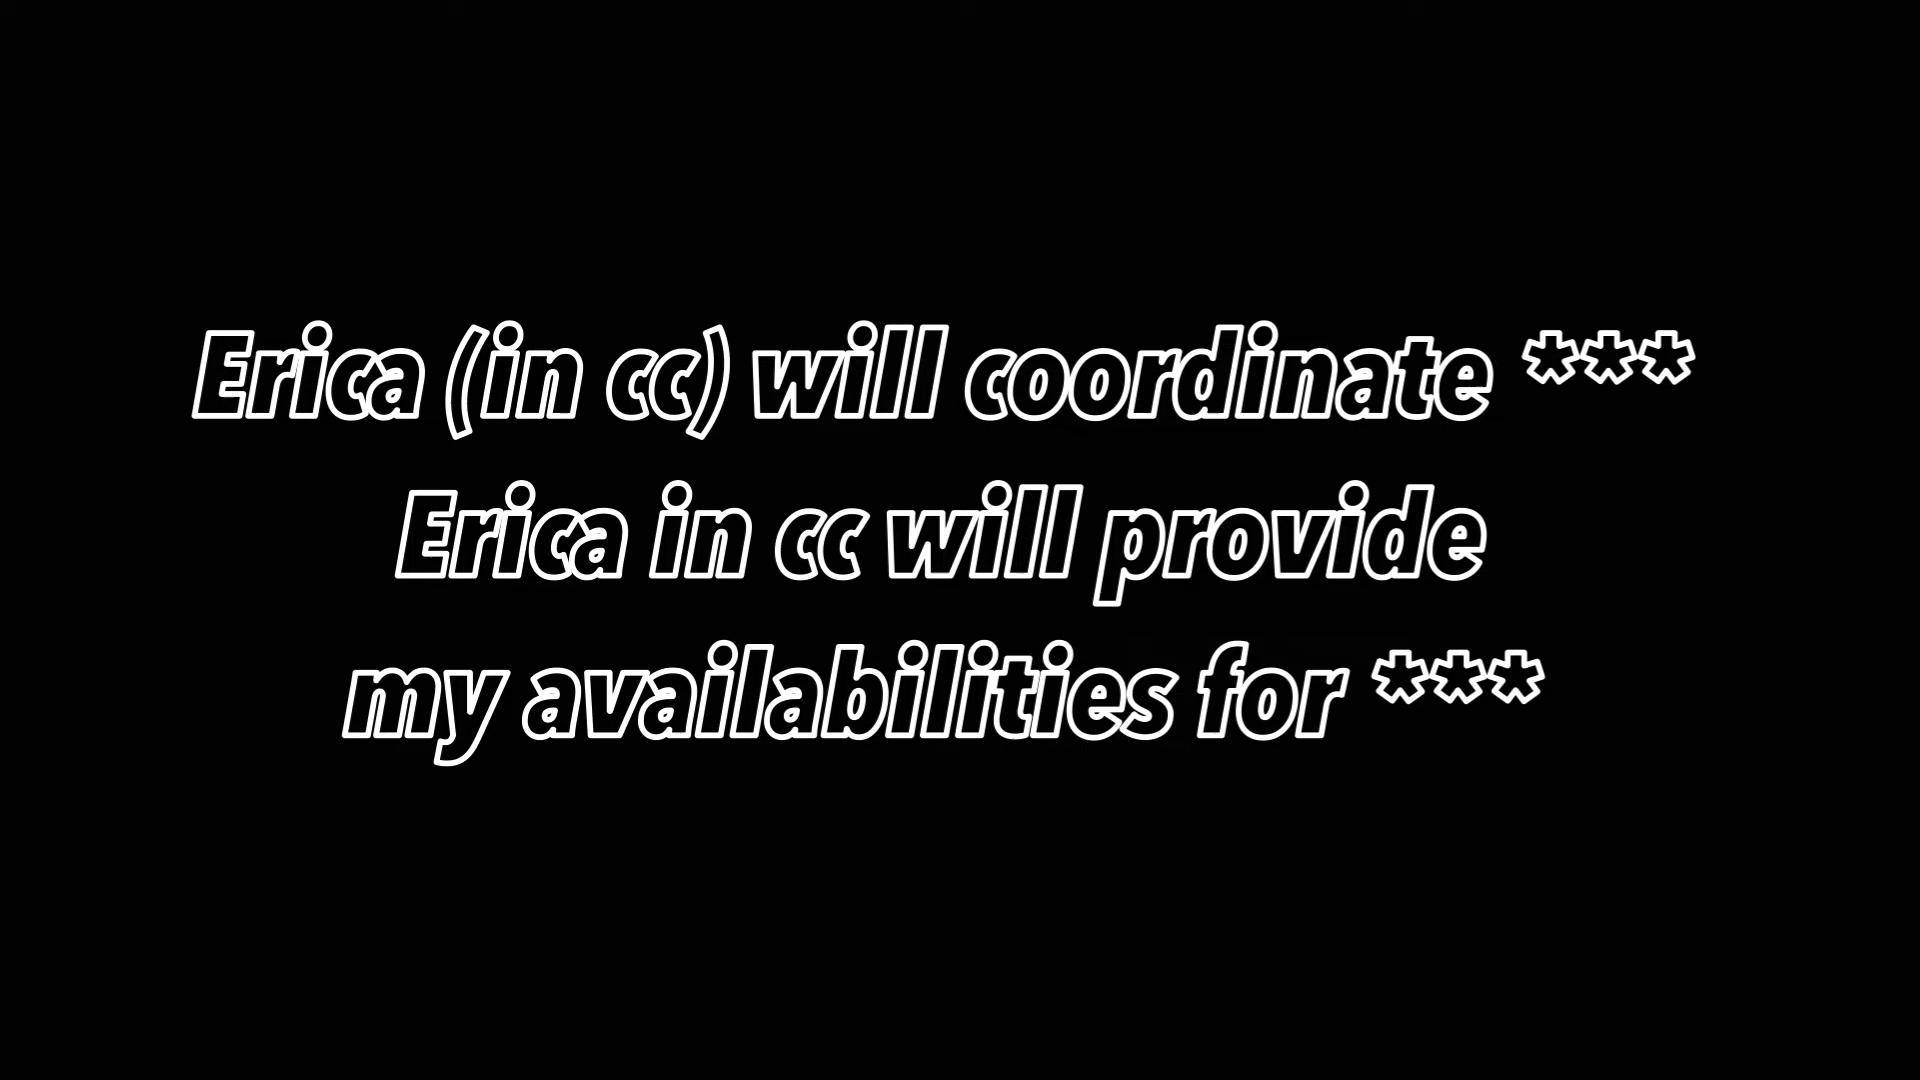 Erica (in cc) will coordinate ***
Erica in cc will provide
my availabilities for ***